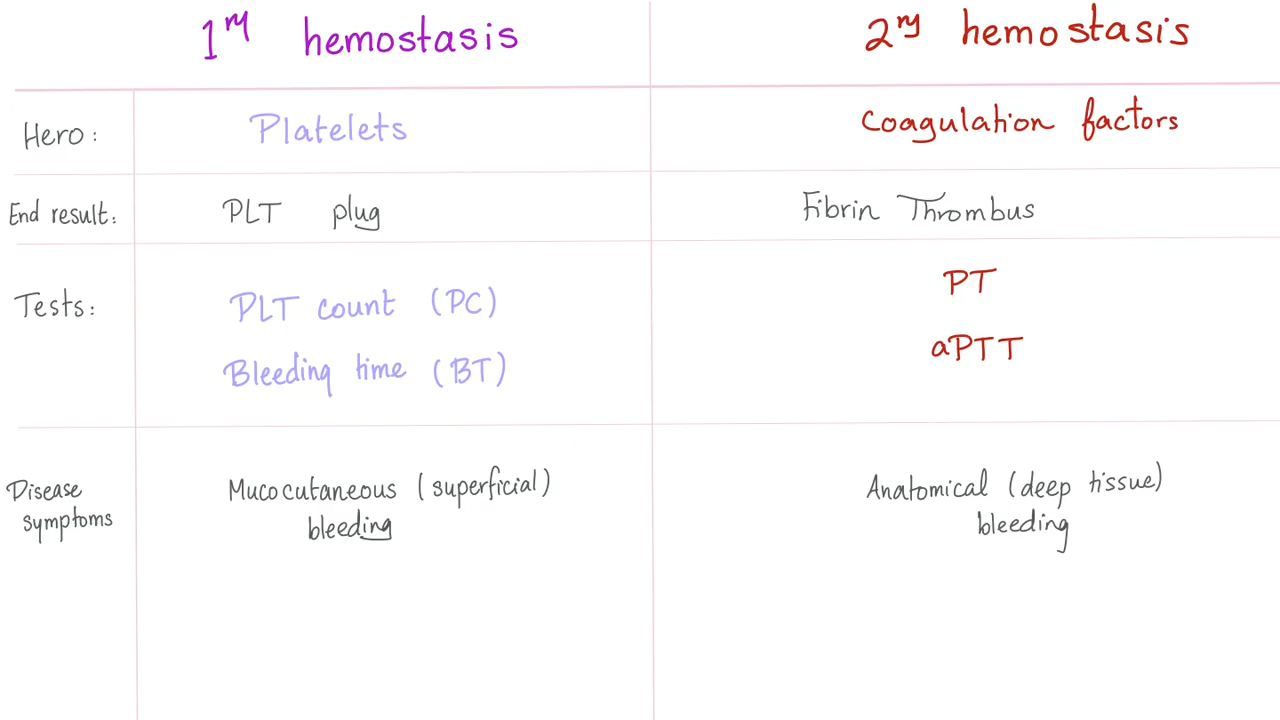 1ry hemostasis
2ry hemostasis
Hero:
Platelets
Coagulation factors
End result:
PLT plug
Fibrin Thrombus
Tests:
PLT count (PC)
Bleeding time (BT)
PT
aPTT
Disease
symptoms
Mucocutaneous (superficial)
bleeding
Anatomical (deep tissue)
bleeding